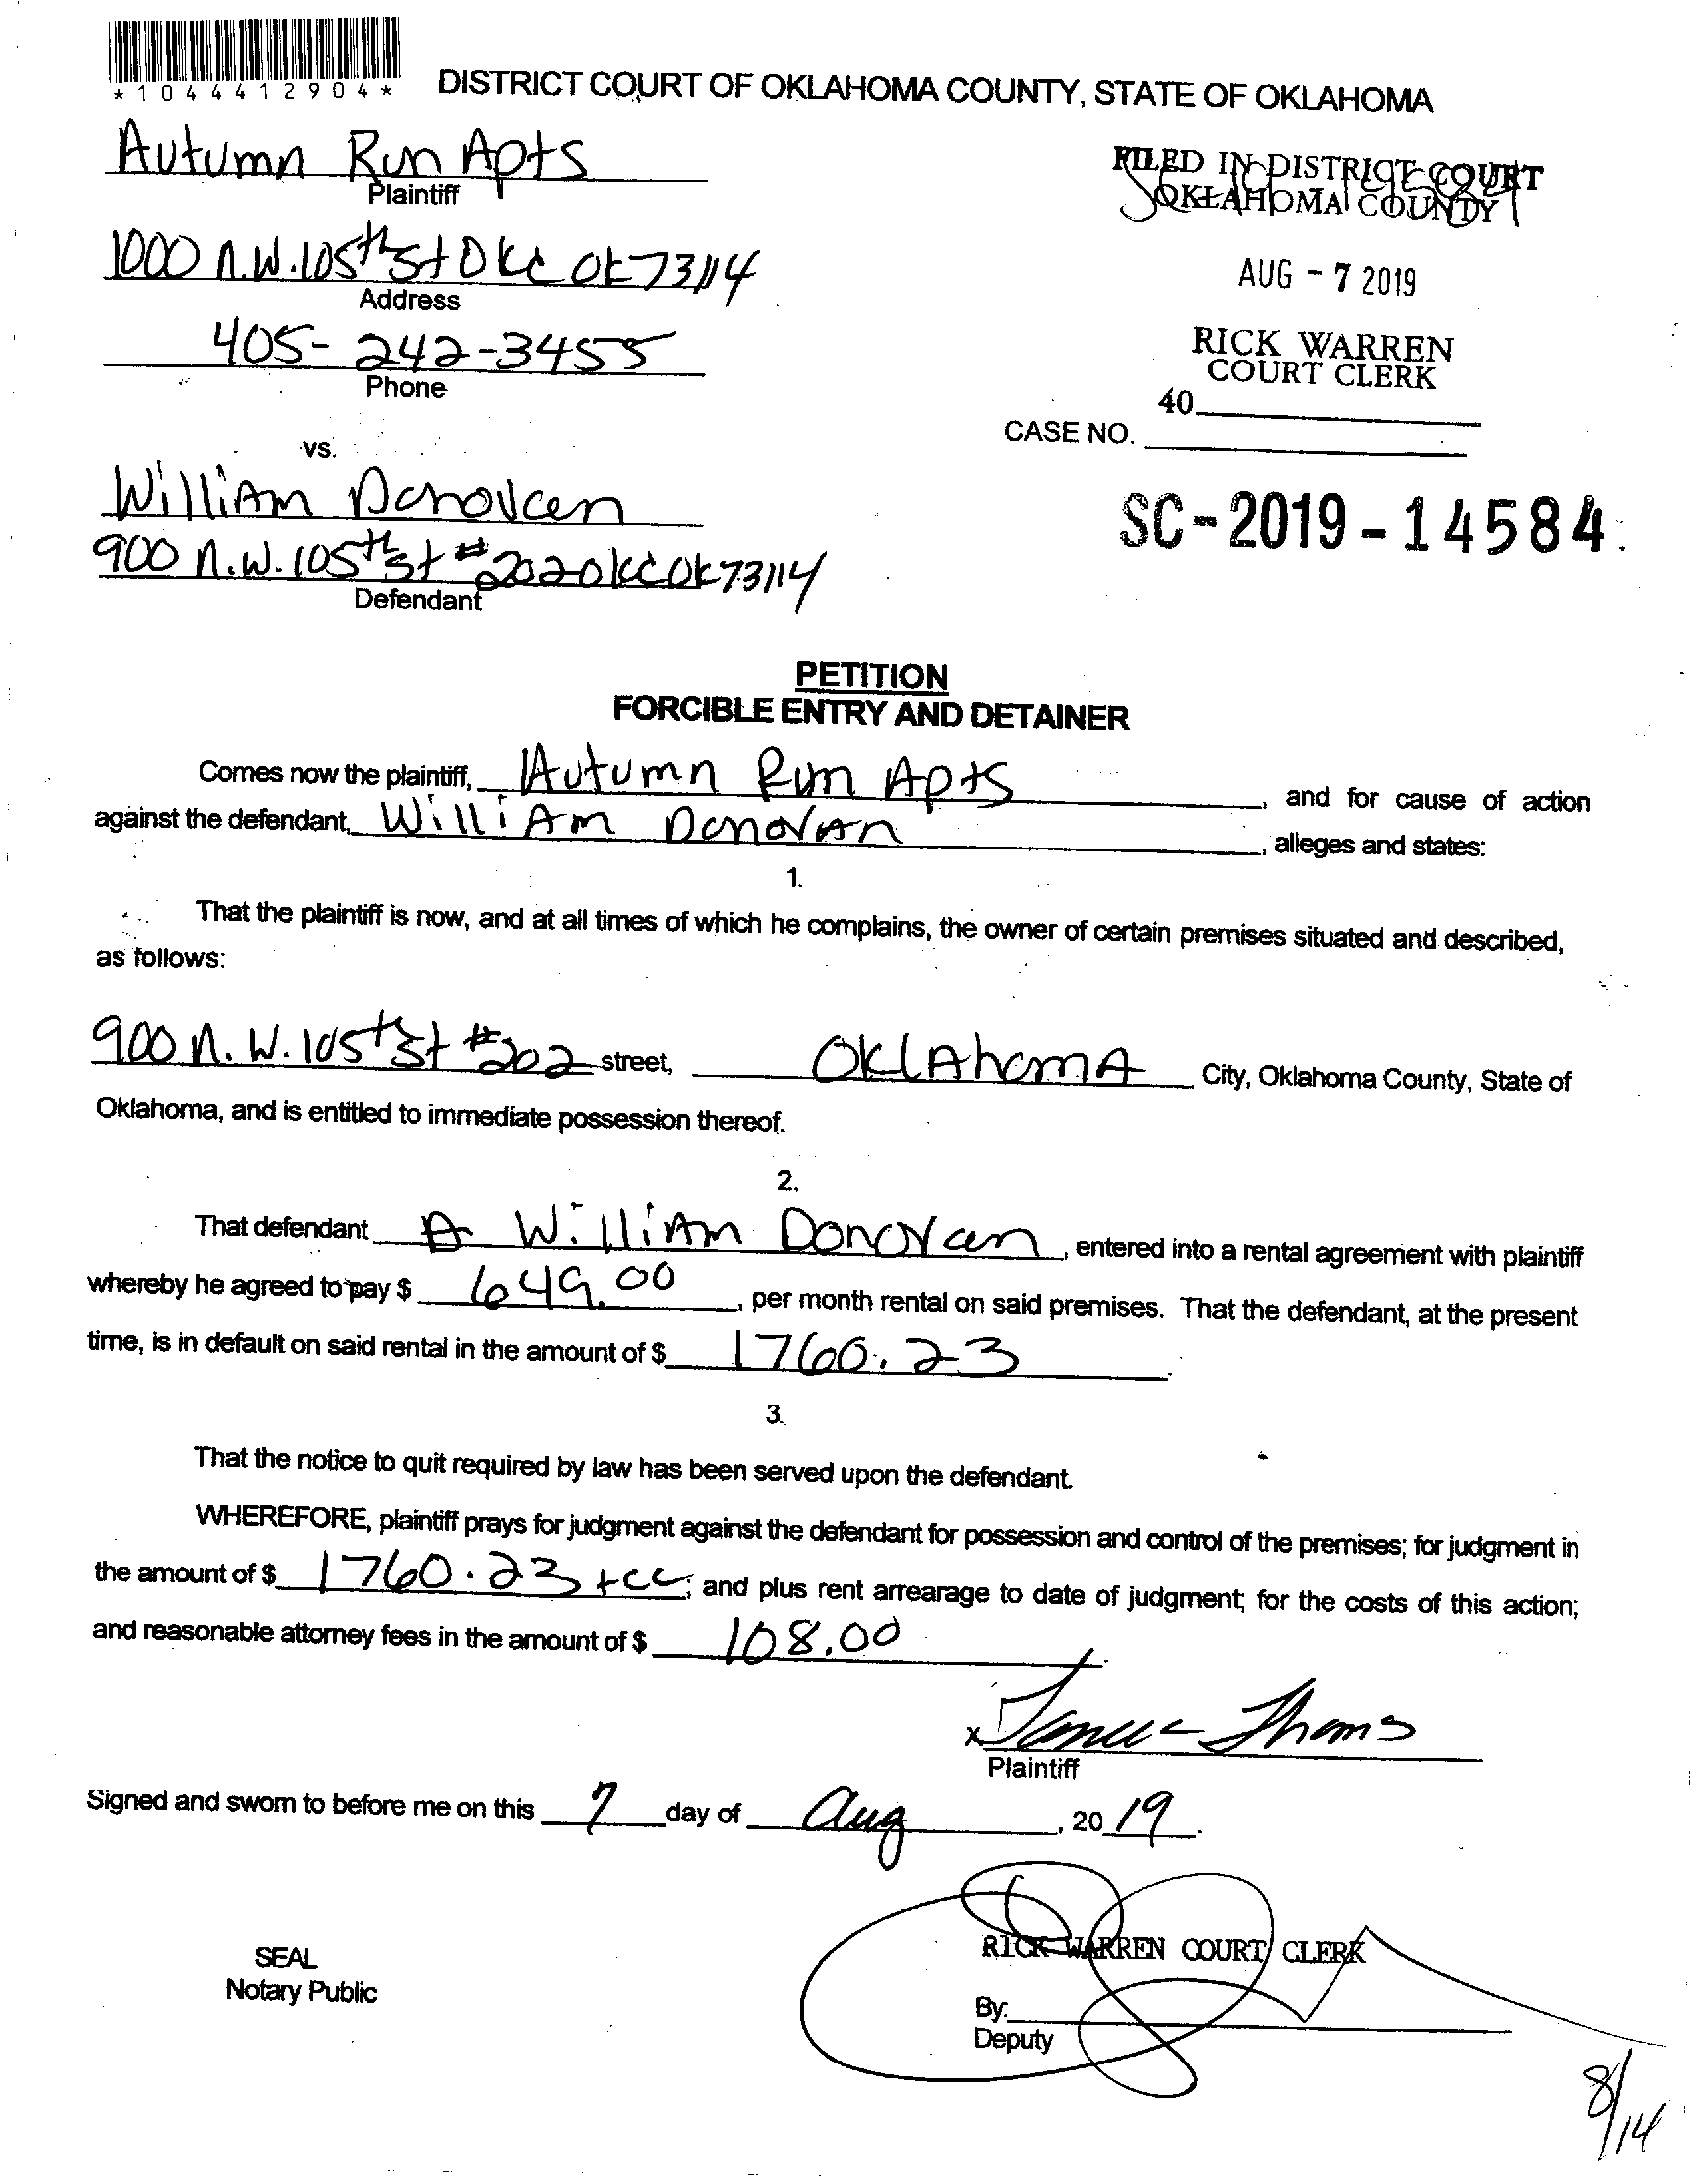 *1044412904*
DISTRICT COURT OF OKLAHOMA COUNTY, STATE OF OKLAHOMA
Autumn Run Apts
Plaintiff
1000 N.W. 105th St OKC OK 73114
Address
405-242-3455
Phone
vs.
William Donovan
900 N.W. 105th St #202 OKC OK 73114
Defendant
FILED IN DISTRICT COURT
OKLAHOMA COUNTY
AUG - 7 2019
RICK WARREN
COURT CLERK
40
CASE NO.
SC-2019-14584
PETITION
FORCIBLE ENTRY AND DETAINER
Comes now the plaintiff, Autumn Run Apts, and for cause of action
against the defendant, William Donovan, alleges and states:
1.
That the plaintiff is now, and at all times of which he complains, the owner of certain premises situated and described,
as follows:
900 N.W. 105th St #202 street, OklAhomA City, Oklahoma County, State of
Oklahoma, and is entitled to immediate possession thereof.
2.
That defendant William Donovan, entered into a rental agreement with plaintiff
whereby he agreed to pay $ 649.00, per month rental on said premises. That the defendant, at the present
time, is in default on said rental in the amount of $ 1760.23.
3.
That the notice to quit required by law has been served upon the defendant.
WHEREFORE, plaintiff prays for judgment against the defendant for possession and control of the premises; for judgment in
the amount of $ 1760.23 +cc; and plus rent arrearage to date of judgment; for the costs of this action;
and reasonable attorney fees in the amount of $ 108.00
x
Plaintiff
Signed and sworn to before me on this 7 day of Aug, 2019.
SEAL
Notary Public
RICK WARREN COURT CLERK
By:
Deputy
8/14